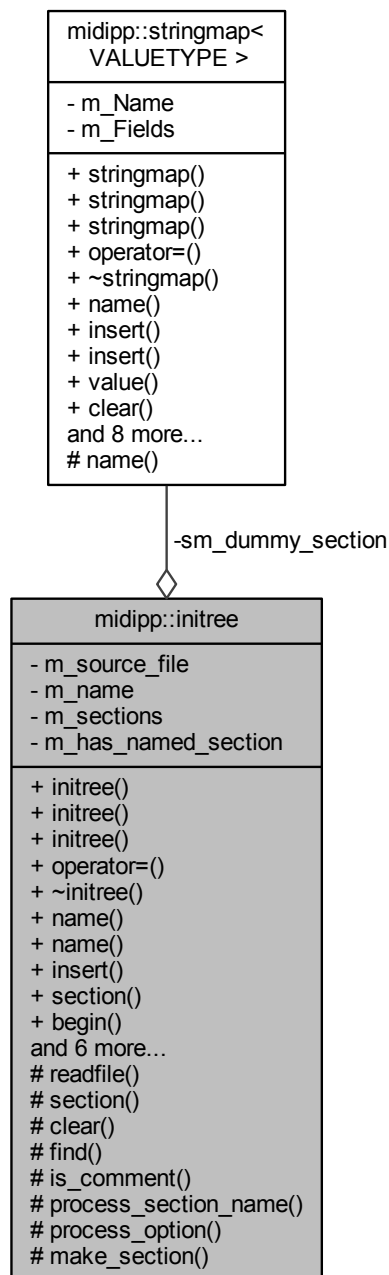 midipp::stringmap<
VALUETYPE >
- m_Name
- m_Fields
+ stringmap()
+ stringmap()
+ stringmap()
+ operator=()
+ ~stringmap()
+ name()
+ insert()
+ insert()
+ value()
+ clear()
and 8 more...
# name()
-sm_dummy_section
midipp::initree
- m_source_file
- m_name
- m_sections
- m_has_named_section
+ initree()
+ initree()
+ initree()
+ operator=()
+ ~initree()
+ name()
+ name()
+ insert()
+ section()
+ begin()
and 6 more...
# readfile()
# section()
# clear()
# find()
# is_comment()
# process_section_name()
# process_option()
# make_section()